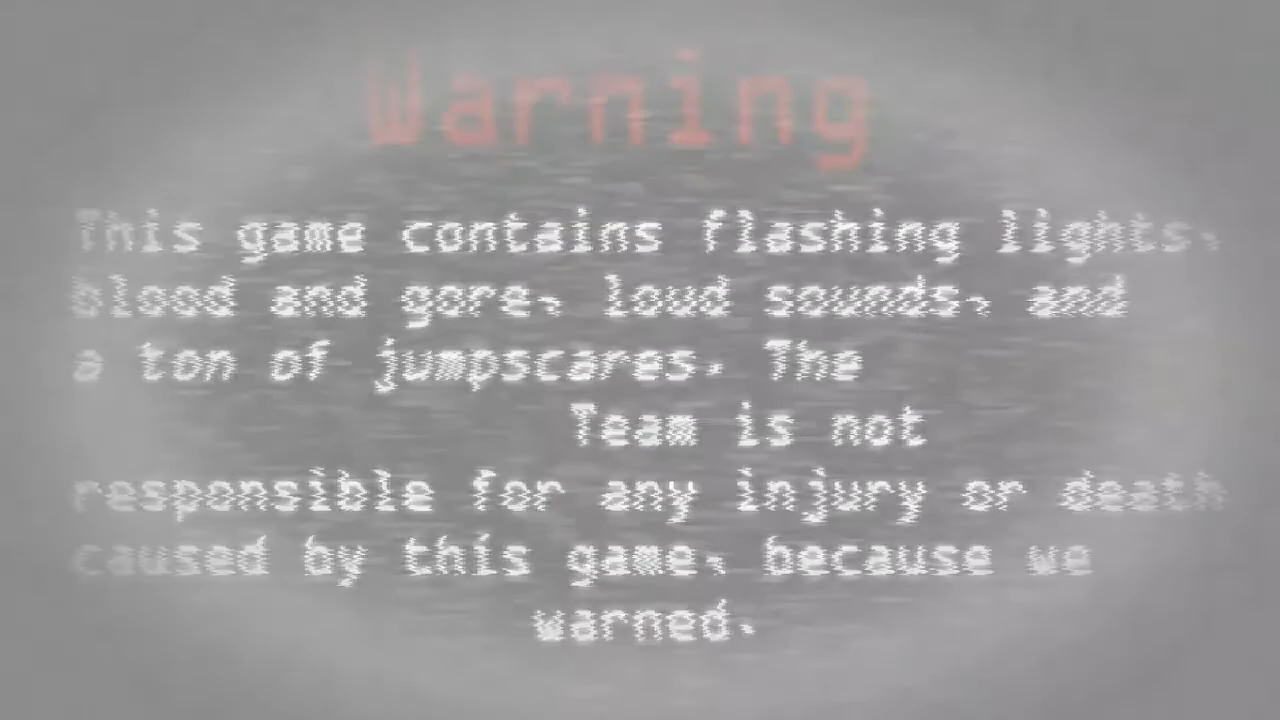 Warning
This game contains flashing lights,
blood and gore, loud sounds, and
a ton of jumpscares. The
Team is not
responsible for any injury or death
caused by this game, because we
warned.